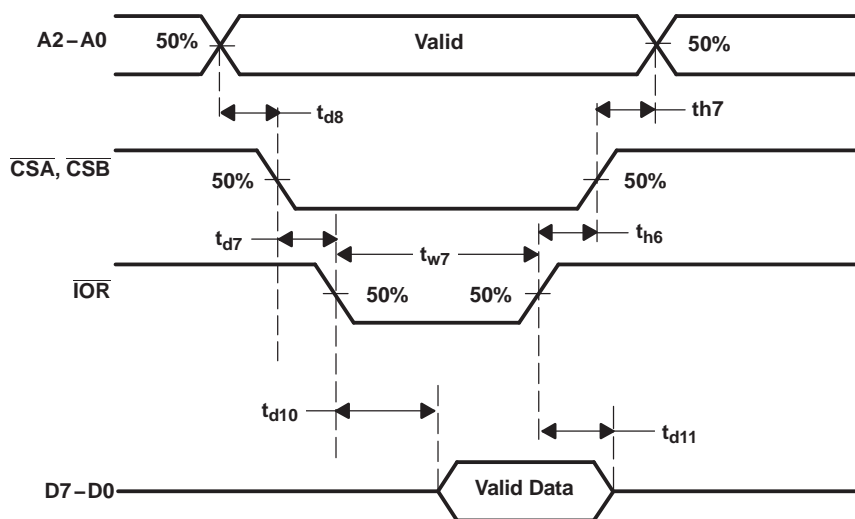 A2–A0 50% Valid 50%
td8 th7
CSA, CSB 50% 50%
td7 tw7 th6
IOR 50% 50%
td10 td11
D7–D0 Valid Data